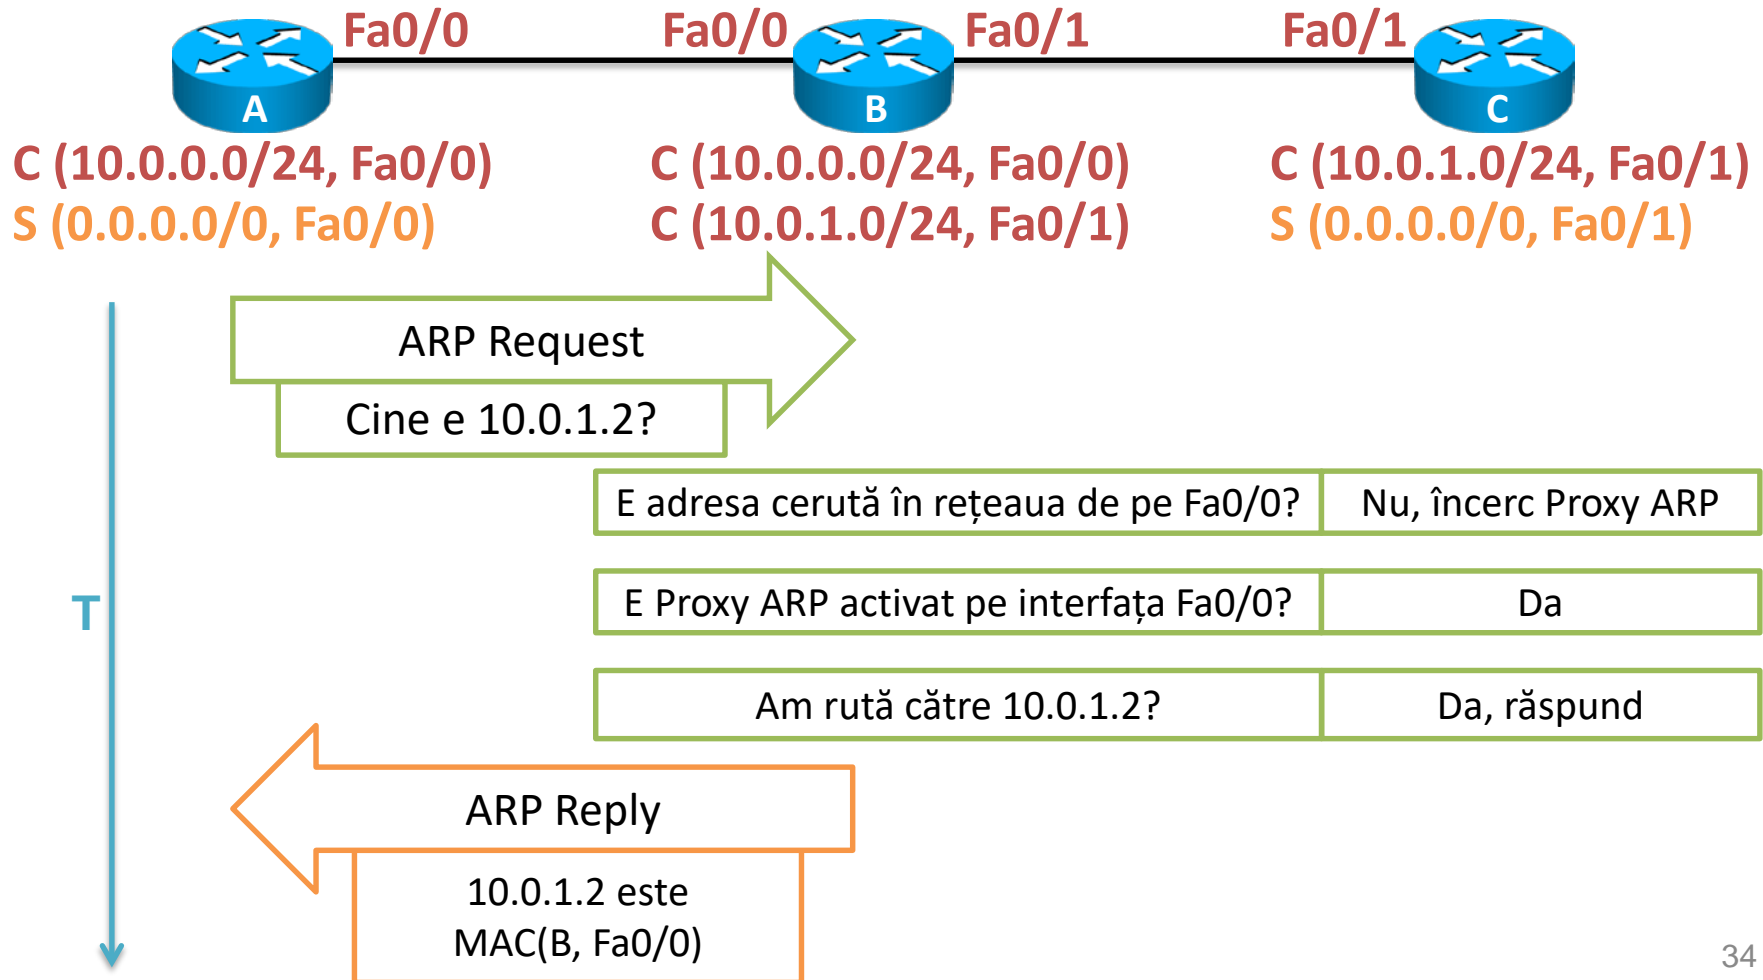 Fa0/0 Fa0/0 Fa0/1 Fa0/1
A B C
C (10.0.0.0/24, Fa0/0) C (10.0.0.0/24, Fa0/0) C (10.0.1.0/24, Fa0/1)
S (0.0.0.0/0, Fa0/0) C (10.0.1.0/24, Fa0/1) S (0.0.0.0/0, Fa0/1)
ARP Request
Cine e 10.0.1.2?
E adresa cerută în rețeaua de pe Fa0/0? Nu, încerc Proxy ARP
T
E Proxy ARP activat pe interfața Fa0/0? Da
Am rută către 10.0.1.2? Da, răspund
ARP Reply
10.0.1.2 este
MAC(B, Fa0/0)
34